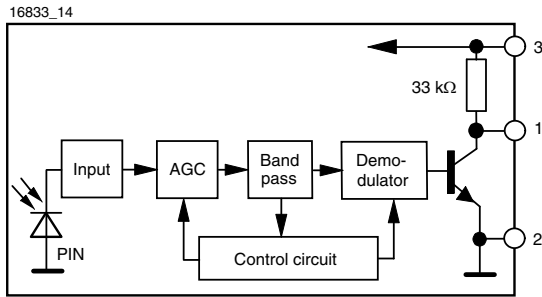 16833_14
3
33 kΩ
1
Input
AGC
Band
pass
Demo-
dulator
2
PIN
Control circuit